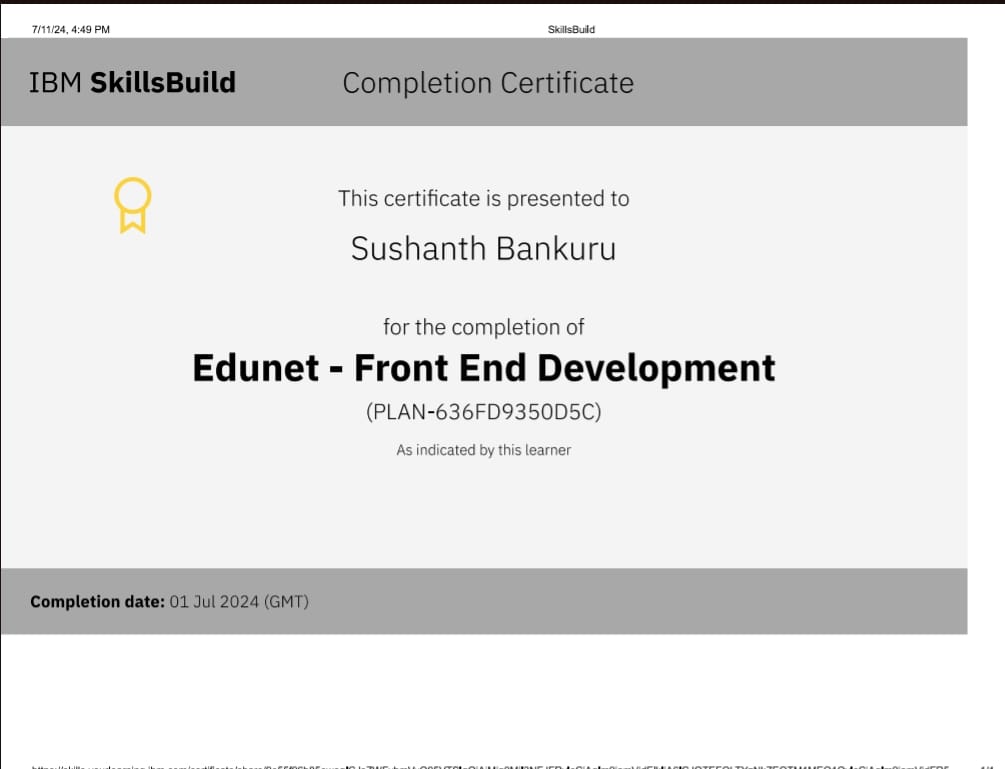 7/11/24, 4:49 PM SkillsBuild
IBM SkillsBuild Completion Certificate
This certificate is presented to
Sushanth Bankuru
for the completion of
Edunet - Front End Development
(PLAN-636FD9350D5C)
As indicated by this learner
Completion date: 01 Jul 2024 (GMT)